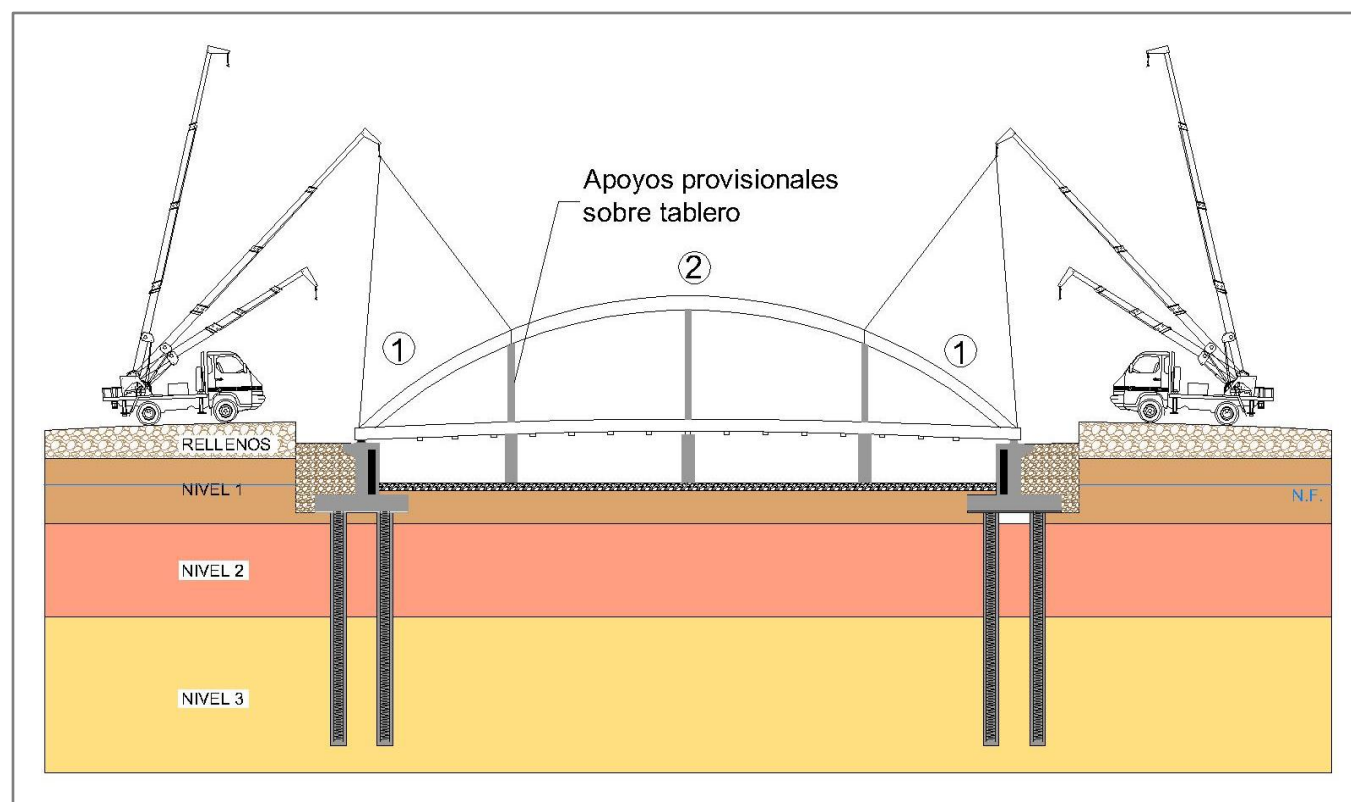 Apoyos provisionales
sobre tablero
2
1
1
RELLENOS
NIVEL 1
N.F.
NIVEL 2
NIVEL 3